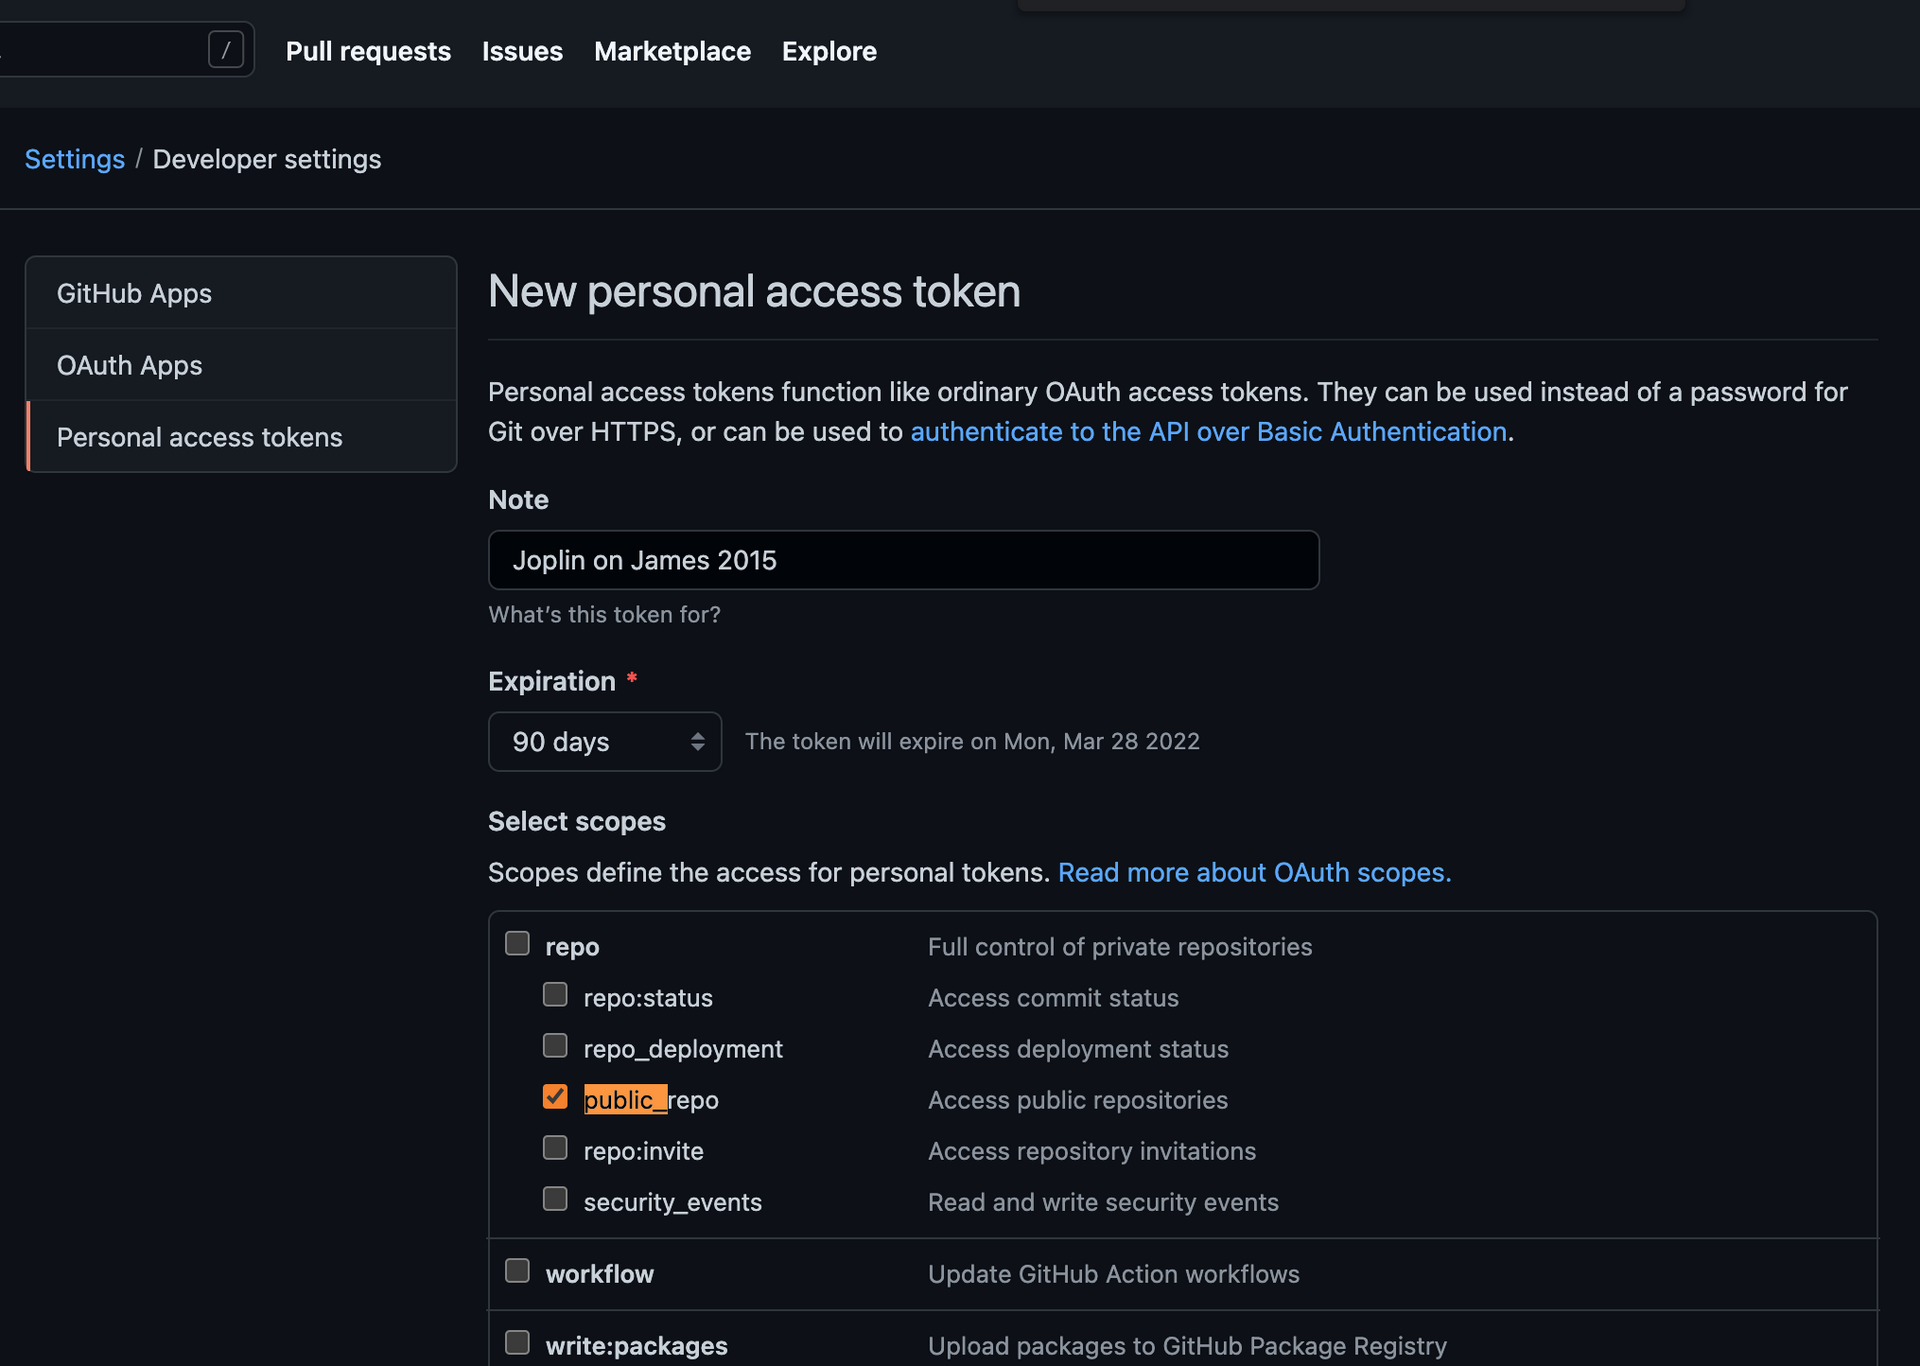 / Pull requests Issues Marketplace Explore
Settings / Developer settings
GitHub Apps
OAuth Apps
Personal access tokens
New personal access token
Personal access tokens function like ordinary OAuth access tokens. They can be used instead of a password for
Git over HTTPS, or can be used to authenticate to the API over Basic Authentication.
Note
Joplin on James 2015
What's this token for?
Expiration *
90 days The token will expire on Mon, Mar 28 2022
Select scopes
Scopes define the access for personal tokens. Read more about OAuth scopes.
repo Full control of private repositories
repo:status Access commit status
repo_deployment Access deployment status
public_repo Access public repositories
repo:invite Access repository invitations
security_events Read and write security events
workflow Update GitHub Action workflows
write:packages Upload packages to GitHub Package Registry